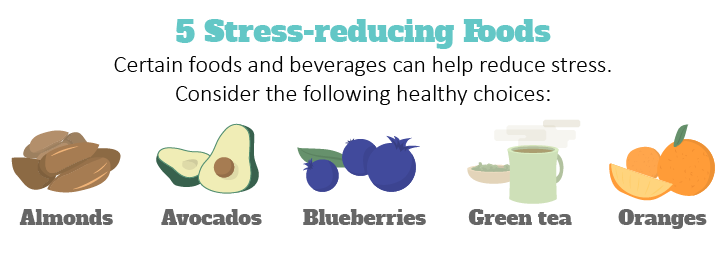 5 Stress-reducing Foods
Certain foods and beverages can help reduce stress.
Consider the following healthy choices:
Almonds Avocados Blueberries Green tea Oranges